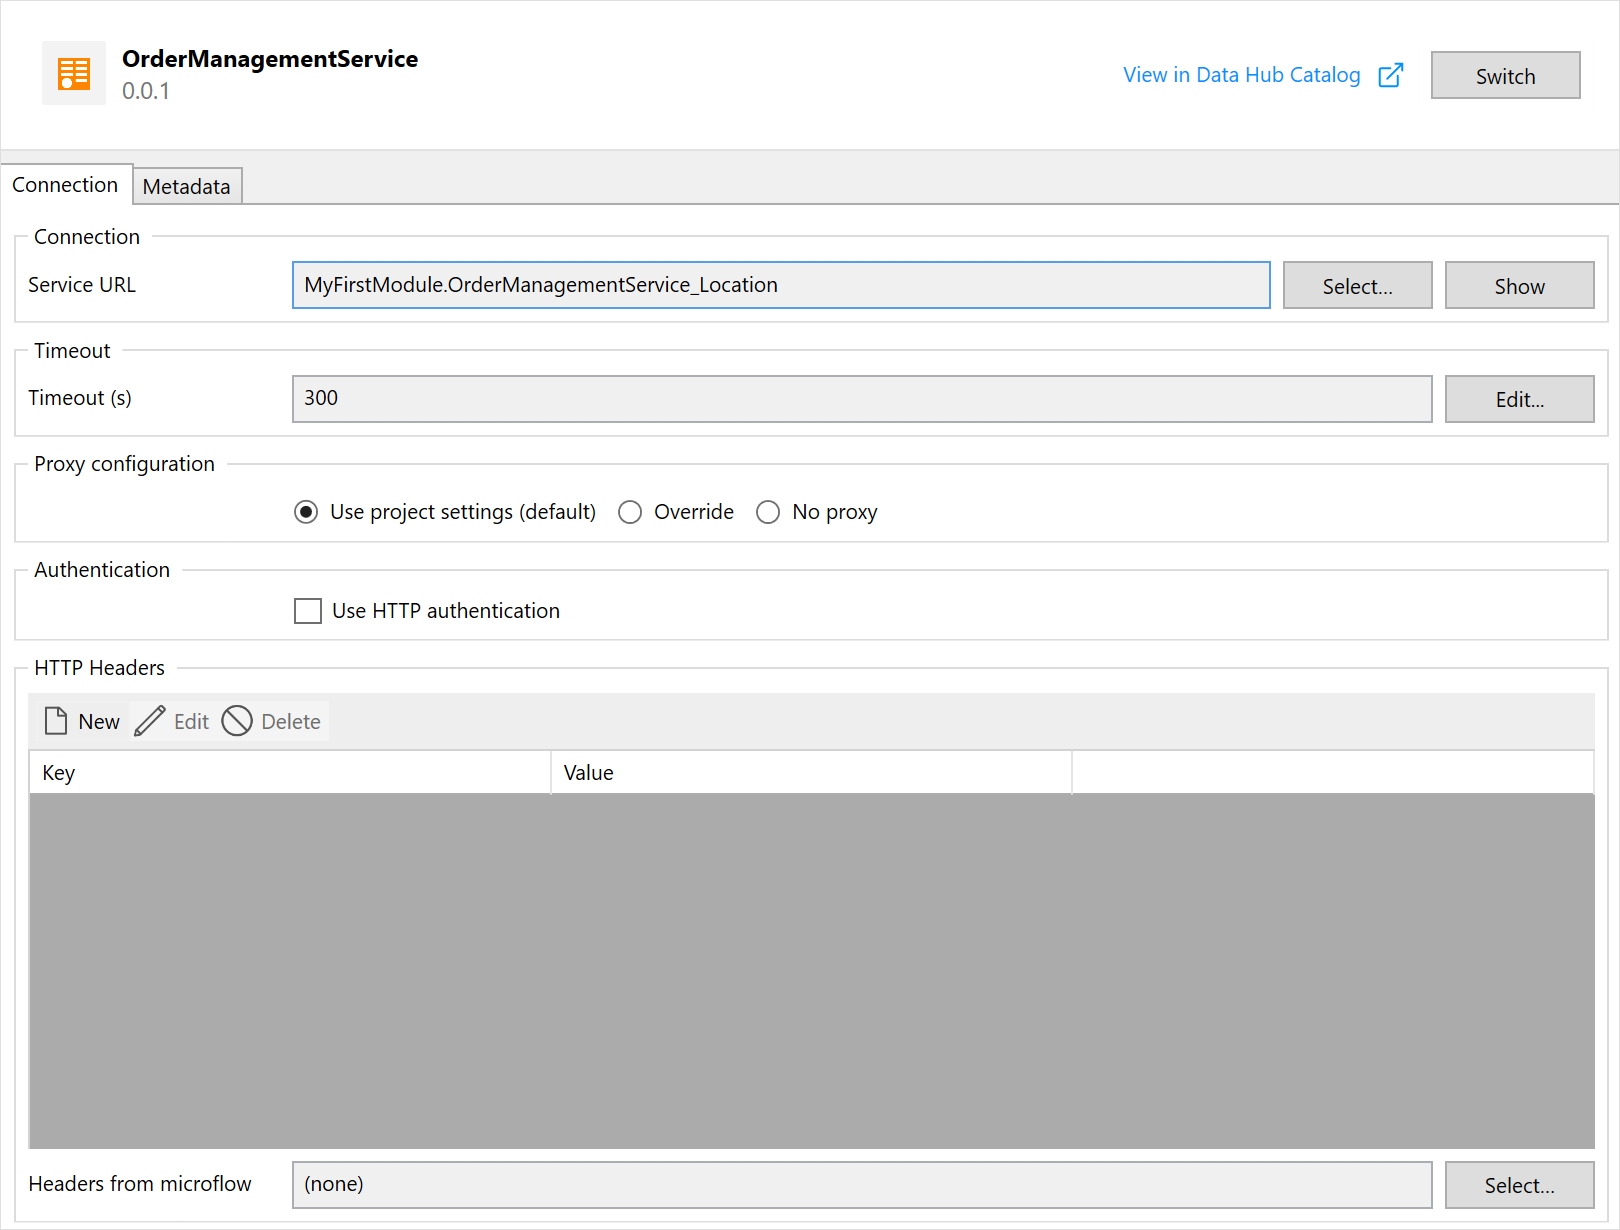 OrderManagementService
0.0.1
View in Data Hub Catalog
Switch
Connection
Metadata
Connection
Service URL
MyFirstModule.OrderManagementService_Location
Select...
Show
Timeout
Timeout (s)
300
Edit...
Proxy configuration
Use project settings (default)
Override
No proxy
Authentication
Use HTTP authentication
HTTP Headers
New
Edit
Delete
Key
Value
Headers from microflow
(none)
Select...